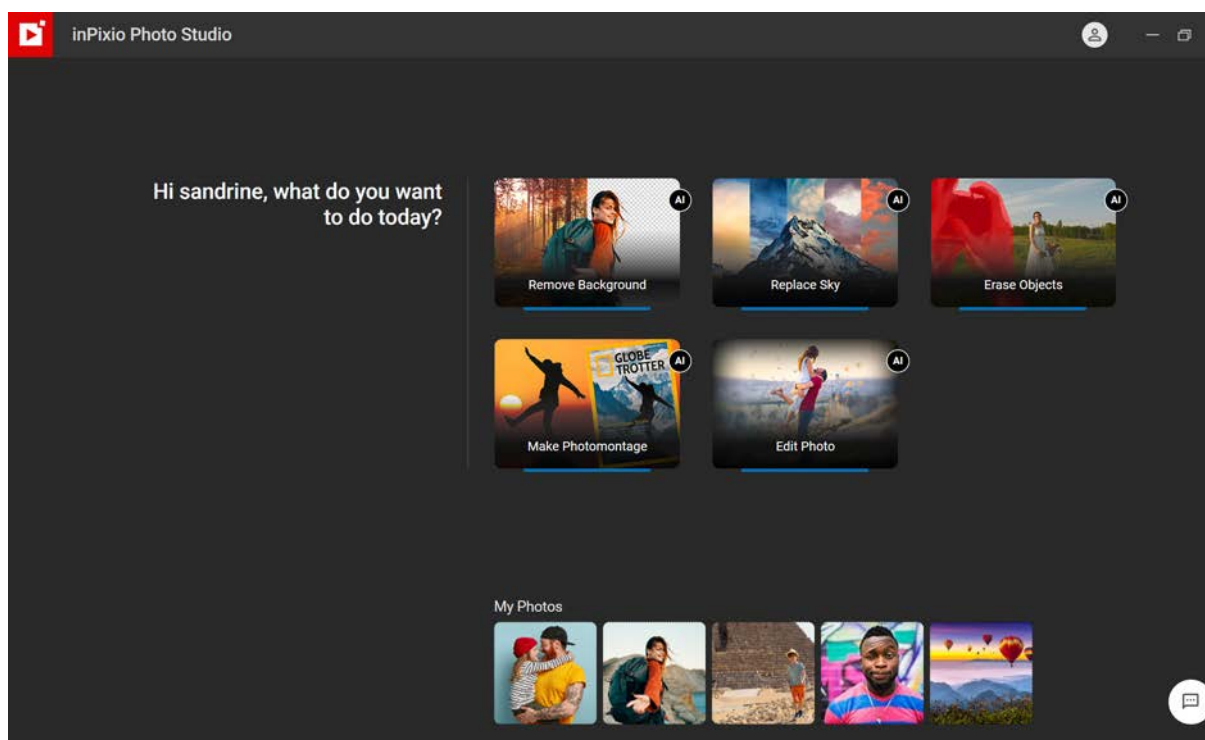 inPixio Photo Studio
Hi sandrine, what do you want
to do today?
AI
AI
AI
Remove Background
Replace Sky
Erase Objects
GLOBE
TROTTER
AI
AI
Make Photomontage
Edit Photo
My Photos